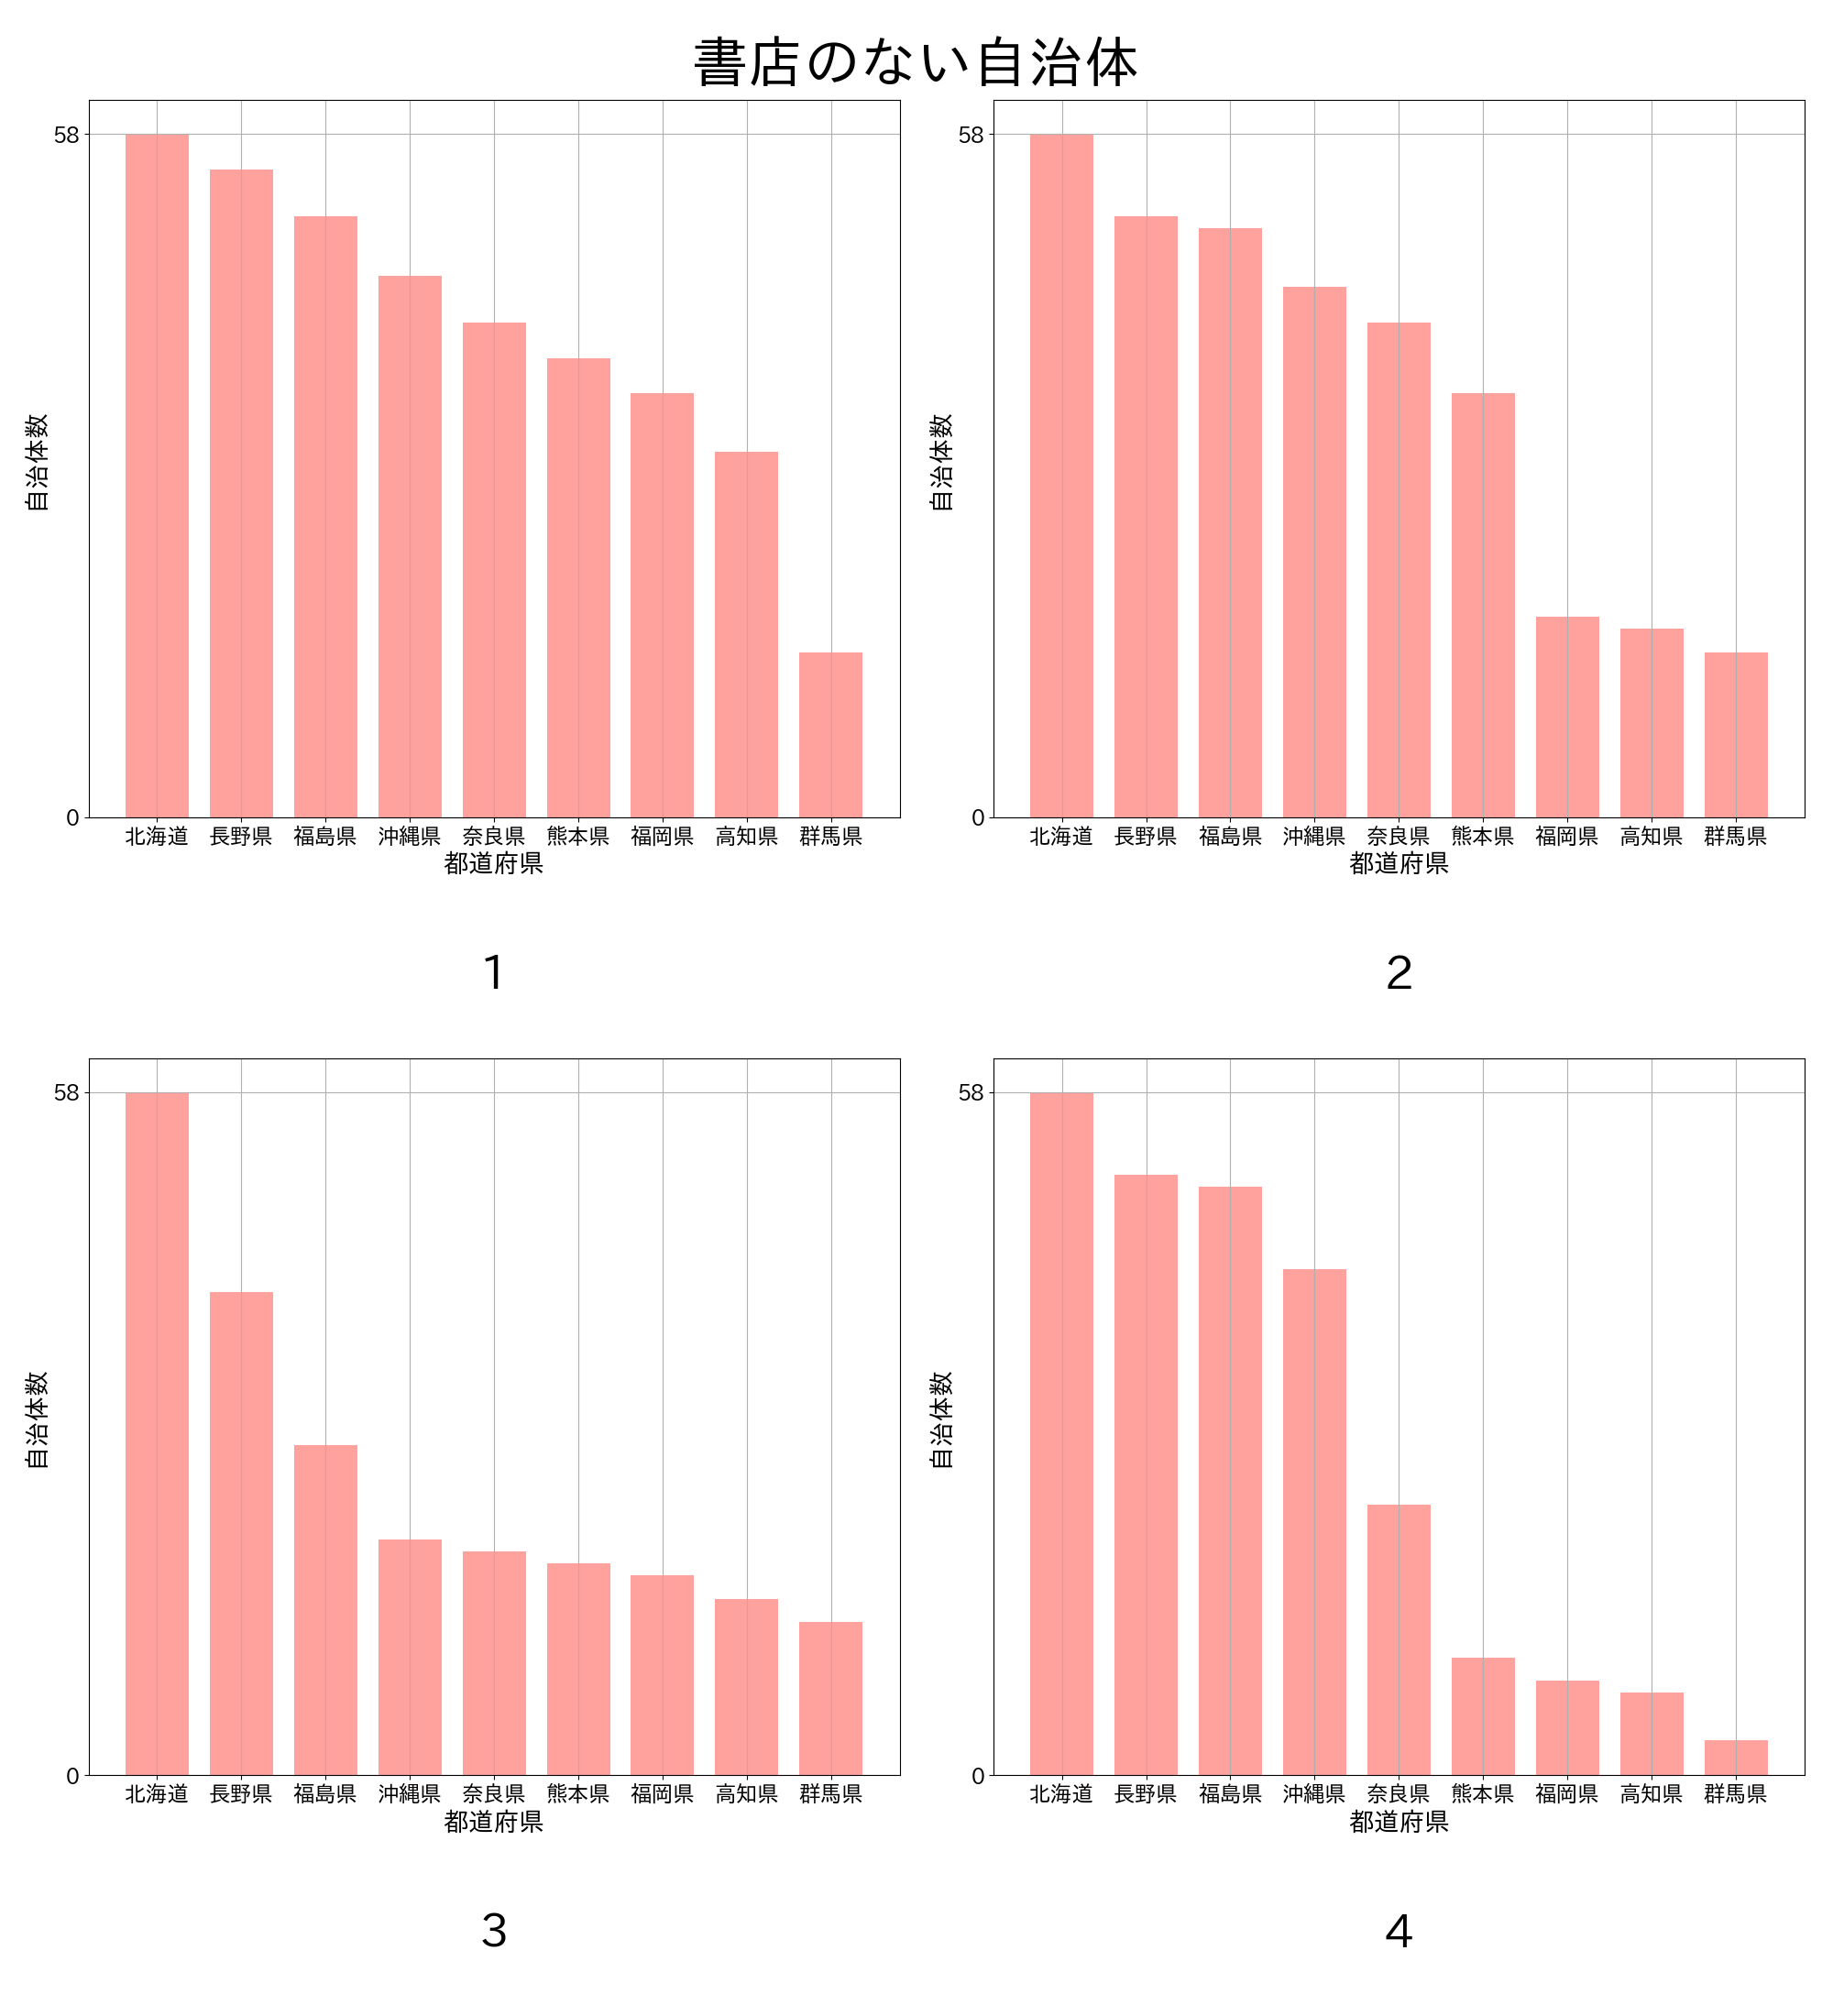 書店のない自治体
58
0
自治体数
北海道 長野県 福島県 沖縄県 奈良県 熊本県 福岡県 高知県 群馬県
都道府県
1
58
0
自治体数
北海道 長野県 福島県 沖縄県 奈良県 熊本県 福岡県 高知県 群馬県
都道府県
2
58
0
自治体数
北海道 長野県 福島県 沖縄県 奈良県 熊本県 福岡県 高知県 群馬県
都道府県
3
58
0
自治体数
北海道 長野県 福島県 沖縄県 奈良県 熊本県 福岡県 高知県 群馬県
都道府県
4